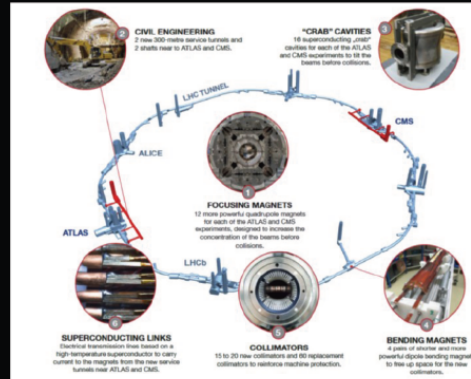 2
CIVIL ENGINEERING
2 new 300-metre service tunnels and
2 shafts near to ATLAS and CMS.
"CRAB" CAVITIES
16 superconducting „crab"
cavities for each of the ATLAS
and CMS experiments to tilt the
beams before collisions.
3
LHC TUNNEL
CMS
ALICE
1
FOCUSING MAGNETS
12 more powerful quadrupole magnets
for each of the ATLAS and CMS
experiments, designed to increase the
concentration of the beams before
collisions.
ATLAS
LHCb
5
4
SUPERCONDUCTING LINKS
Electrical transmission lines based on a
high-temperature superconductor to carry
current to the magnets from the new service
tunnels near ATLAS and CMS.
COLLIMATORS
15 to 20 new collimators and 60 replacement
collimators to reinforce machine protection.
BENDING MAGNETS
4 pairs of shorter and more
powerful dipole bending magnets
to free up space for the new
collimators.